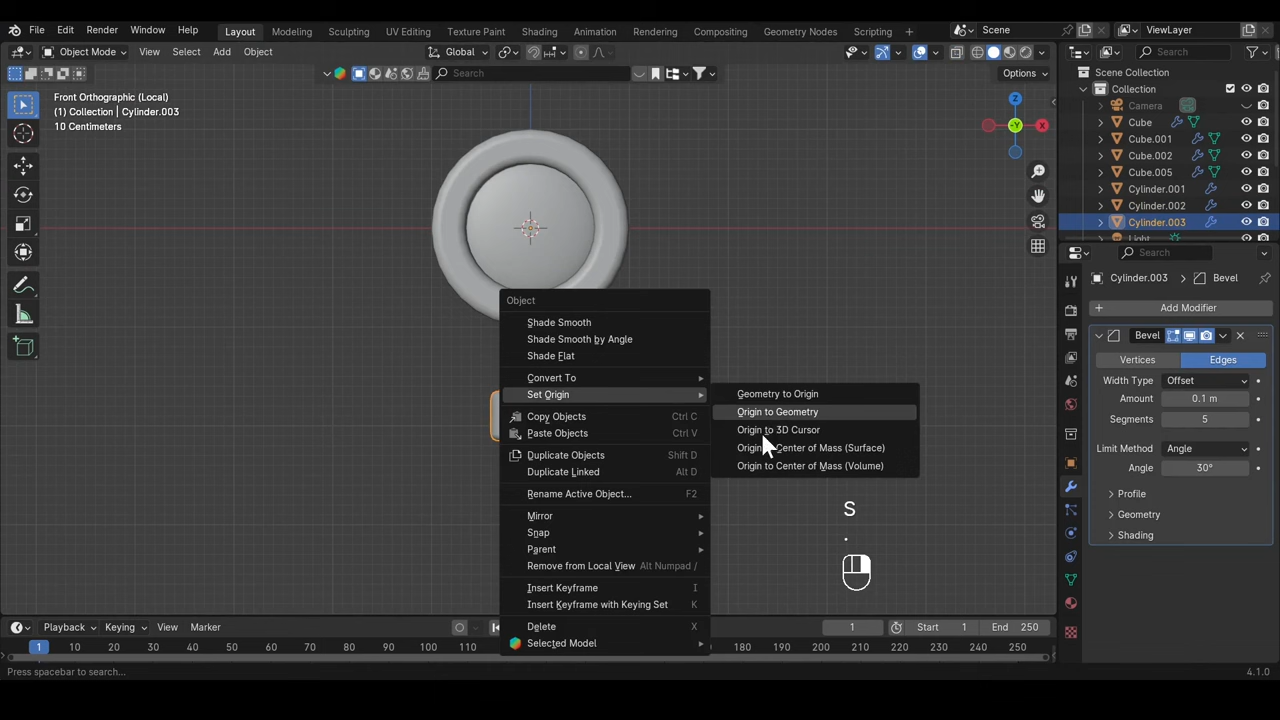 File Edit Render Window Help Layout Modeling Sculpting UV Editing Texture Paint Shading Animation Rendering Compositing Geometry Nodes Scripting + Scene ViewLayer
Object Mode View Select Add Object Global Search
Search Options
Front Orthographic (Local)
(1) Collection | Cylinder.003
10 Centimeters
Z
-Y X
Scene Collection
Collection
Camera
Cube
Cube.001
Cube.002
Cube.005
Cylinder.001
Cylinder.002
Cylinder.003
Light
Search
Cylinder.003 > Bevel
+ Add Modifier
Bevel
Vertices Edges
Width Type Offset
Amount 0.1 m
Segments 5
Limit Method Angle
Angle 30°
Profile
Geometry
Shading
Object
Shade Smooth
Shade Smooth by Angle
Shade Flat
Convert To
Set Origin
Copy Objects Ctrl C
Paste Objects Ctrl V
Duplicate Objects Shift D
Duplicate Linked Alt D
Rename Active Object... F2
Mirror
Snap
Parent
Remove from Local View Alt Numpad /
Insert Keyframe I
Insert Keyframe with Keying Set K
Delete X
Selected Model
Geometry to Origin
Origin to Geometry
Origin to 3D Cursor
Center of Mass (Surface)
Origin to Center of Mass (Volume)
S
.
Playback Keying View Marker 1 Start 1 End 250
1 10 20 30 40 50 60 70 80 90 100 110 180 190 200 210 220 230 240 250
Press spacebar to search... 4.1.0